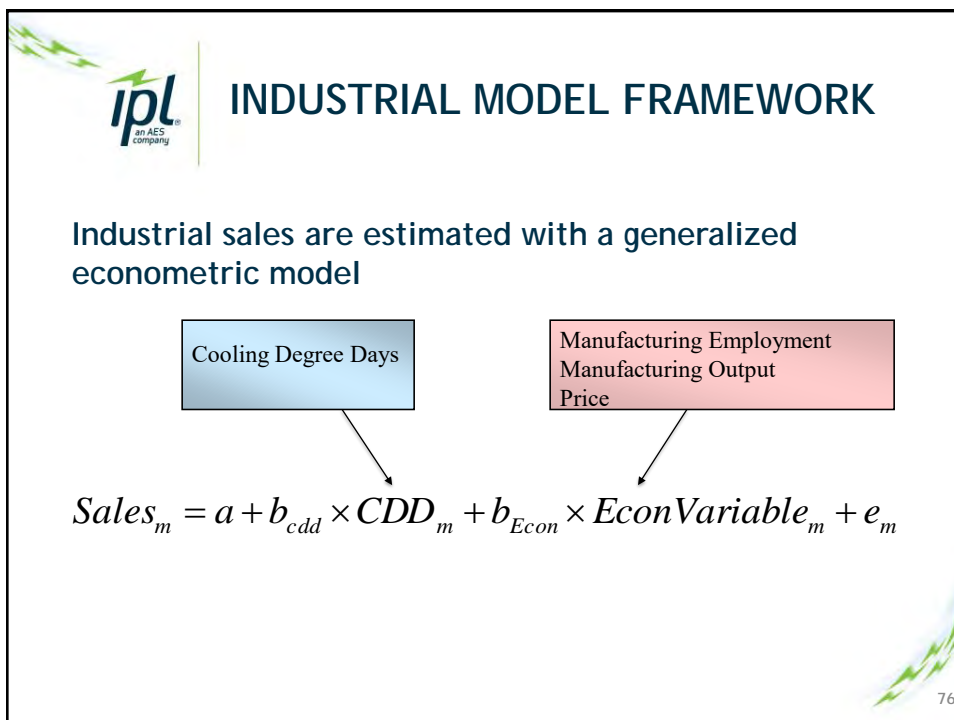 ipl®
an AES
company
INDUSTRIAL MODEL FRAMEWORK
Industrial sales are estimated with a generalized
econometric model
Cooling Degree Days
Manufacturing Employment
Manufacturing Output
Price
Sales_m = a + b_cdd × CDD_m + b_Econ × EconVariable_m + e_m
76